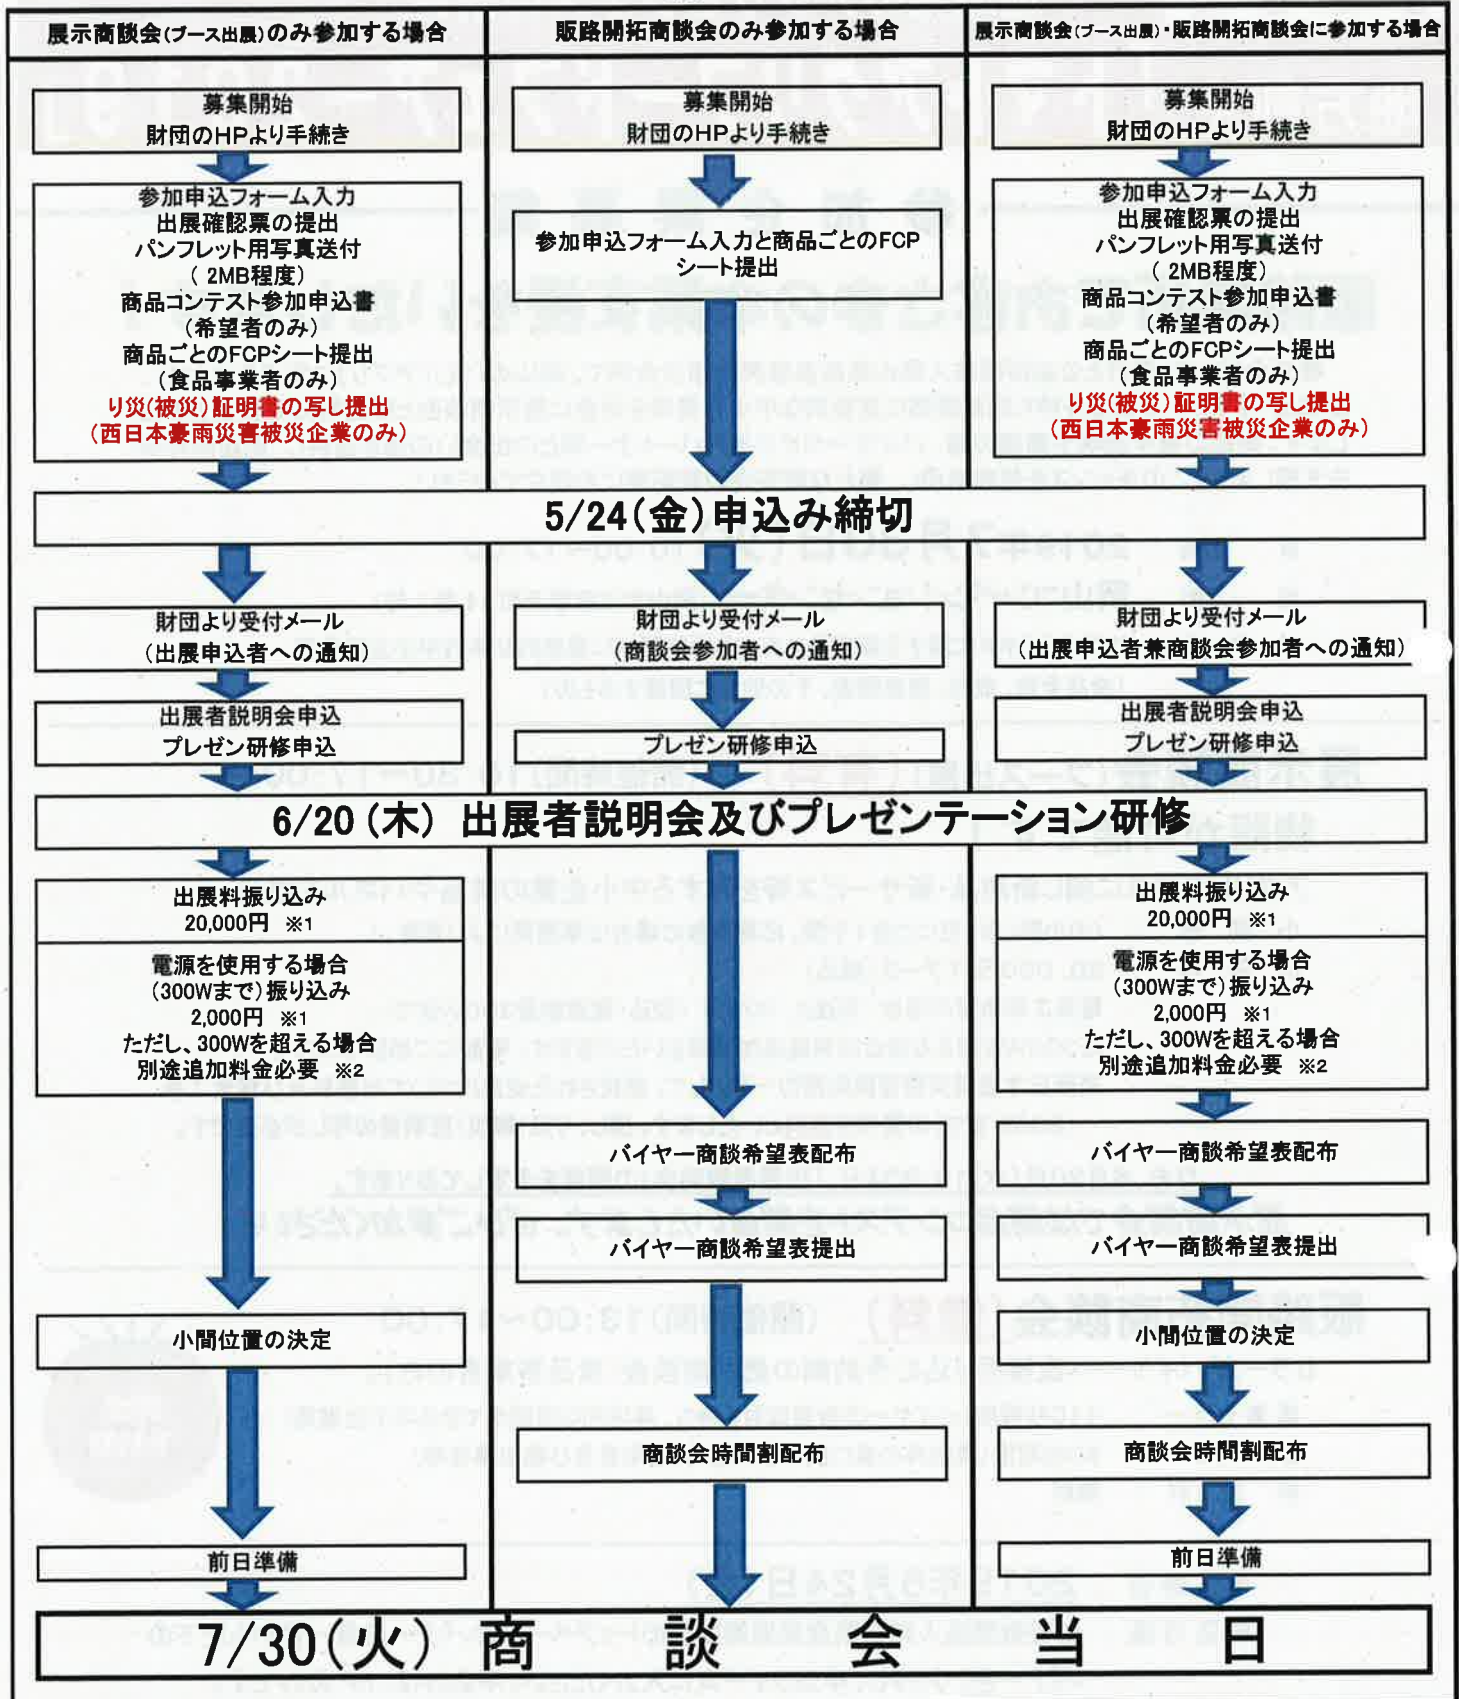 展示商談会(ブース出展)のみ参加する場合
募集開始
財団のHPより手続き
参加申込フォーム入力
出展確認票の提出
パンフレット用写真送付
( 2MB程度)
商品コンテスト参加申込書
(希望者のみ)
商品ごとのFCPシート提出
(食品事業者のみ)
り災(被災)証明書の写し提出
(西日本豪雨災害被災企業のみ)
販路開拓商談会のみ参加する場合
募集開始
財団のHPより手続き
参加申込フォーム入力と商品ごとのFCP
シート提出
展示商談会(ブース出展)・販路開拓商談会に参加する場合
募集開始
財団のHPより手続き
参加申込フォーム入力
出展確認票の提出
パンフレット用写真送付
( 2MB程度)
商品コンテスト参加申込書
(希望者のみ)
商品ごとのFCPシート提出
(食品事業者のみ)
り災(被災)証明書の写し提出
(西日本豪雨災害被災企業のみ)
5/24(金)申込み締切
財団より受付メール
(出展申込者への通知)
出展者説明会申込
プレゼン研修申込
財団より受付メール
(商談会参加者への通知)
プレゼン研修申込
財団より受付メール
(出展申込者兼商談会参加者への通知)
出展者説明会申込
プレゼン研修申込
6/20(木) 出展者説明会及びプレゼンテーション研修
出展料振り込み
20,000円 ※1
電源を使用する場合
(300Wまで)振り込み
2,000円 ※1
ただし、300Wを超える場合
別途追加料金必要 ※2
小間位置の決定
前日準備
バイヤー商談希望表配布
バイヤー商談希望表提出
商談会時間割配布
出展料振り込み
20,000円 ※1
電源を使用する場合
(300Wまで)振り込み
2,000円 ※1
ただし、300Wを超える場合
別途追加料金必要 ※2
バイヤー商談希望表配布
バイヤー商談希望表提出
小間位置の決定
商談会時間割配布
前日準備
7/30(火) 商談会当日